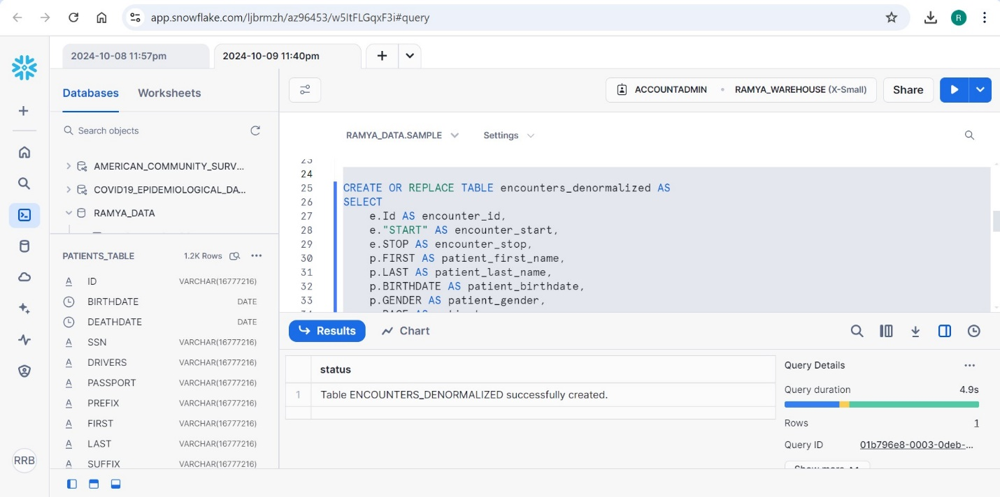 app.snowflake.com/ljbrmzh/az96453/w5ltFLGqxF3i#query
R
2024-10-08 11:57pm
2024-10-09 11:40pm
Databases Worksheets
ACCOUNTADMIN RAMYA_WAREHOUSE (X-Small)
Share
Search objects
AMERICAN_COMMUNITY_SURV...
COVID19_EPIDEMIOLOGICAL_DA...
RAMYA_DATA
PATIENTS_TABLE 1.2K Rows
ID VARCHAR(16777216)
BIRTHDATE DATE
DEATHDATE DATE
SSN VARCHAR(16777216)
DRIVERS VARCHAR(16777216)
PASSPORT VARCHAR(16777216)
PREFIX VARCHAR(16777216)
FIRST VARCHAR(16777216)
LAST VARCHAR(16777216)
SUFFIX VARCHAR(16777216)
RRB
RAMYA_DATA.SAMPLE Settings
23
24
25 CREATE OR REPLACE TABLE encounters_denormalized AS
26 SELECT
27 e.Id AS encounter_id,
28 e."START" AS encounter_start,
29 e.STOP AS encounter_stop,
30 p.FIRST AS patient_first_name,
31 p.LAST AS patient_last_name,
32 p.BIRTHDATE AS patient_birthdate,
33 p.GENDER AS patient_gender,
Results Chart
status
1 Table ENCOUNTERS_DENORMALIZED successfully created.
Query Details
Query duration 4.9s
Rows 1
Query ID 01b796e8-0003-0deb-...
Show more